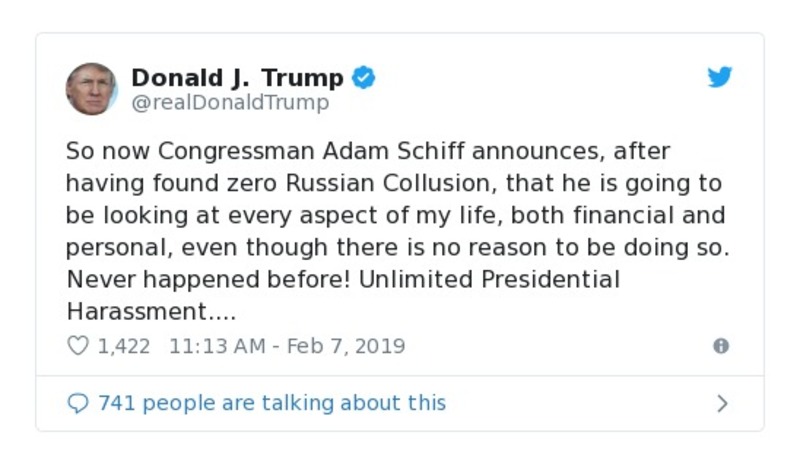 Donald J. Trump
@realDonaldTrump
So now Congressman Adam Schiff announces, after
having found zero Russian Collusion, that he is going to
be looking at every aspect of my life, both financial and
personal, even though there is no reason to be doing so.
Never happened before! Unlimited Presidential
Harassment....
1,422 11:13 AM - Feb 7, 2019
741 people are talking about this